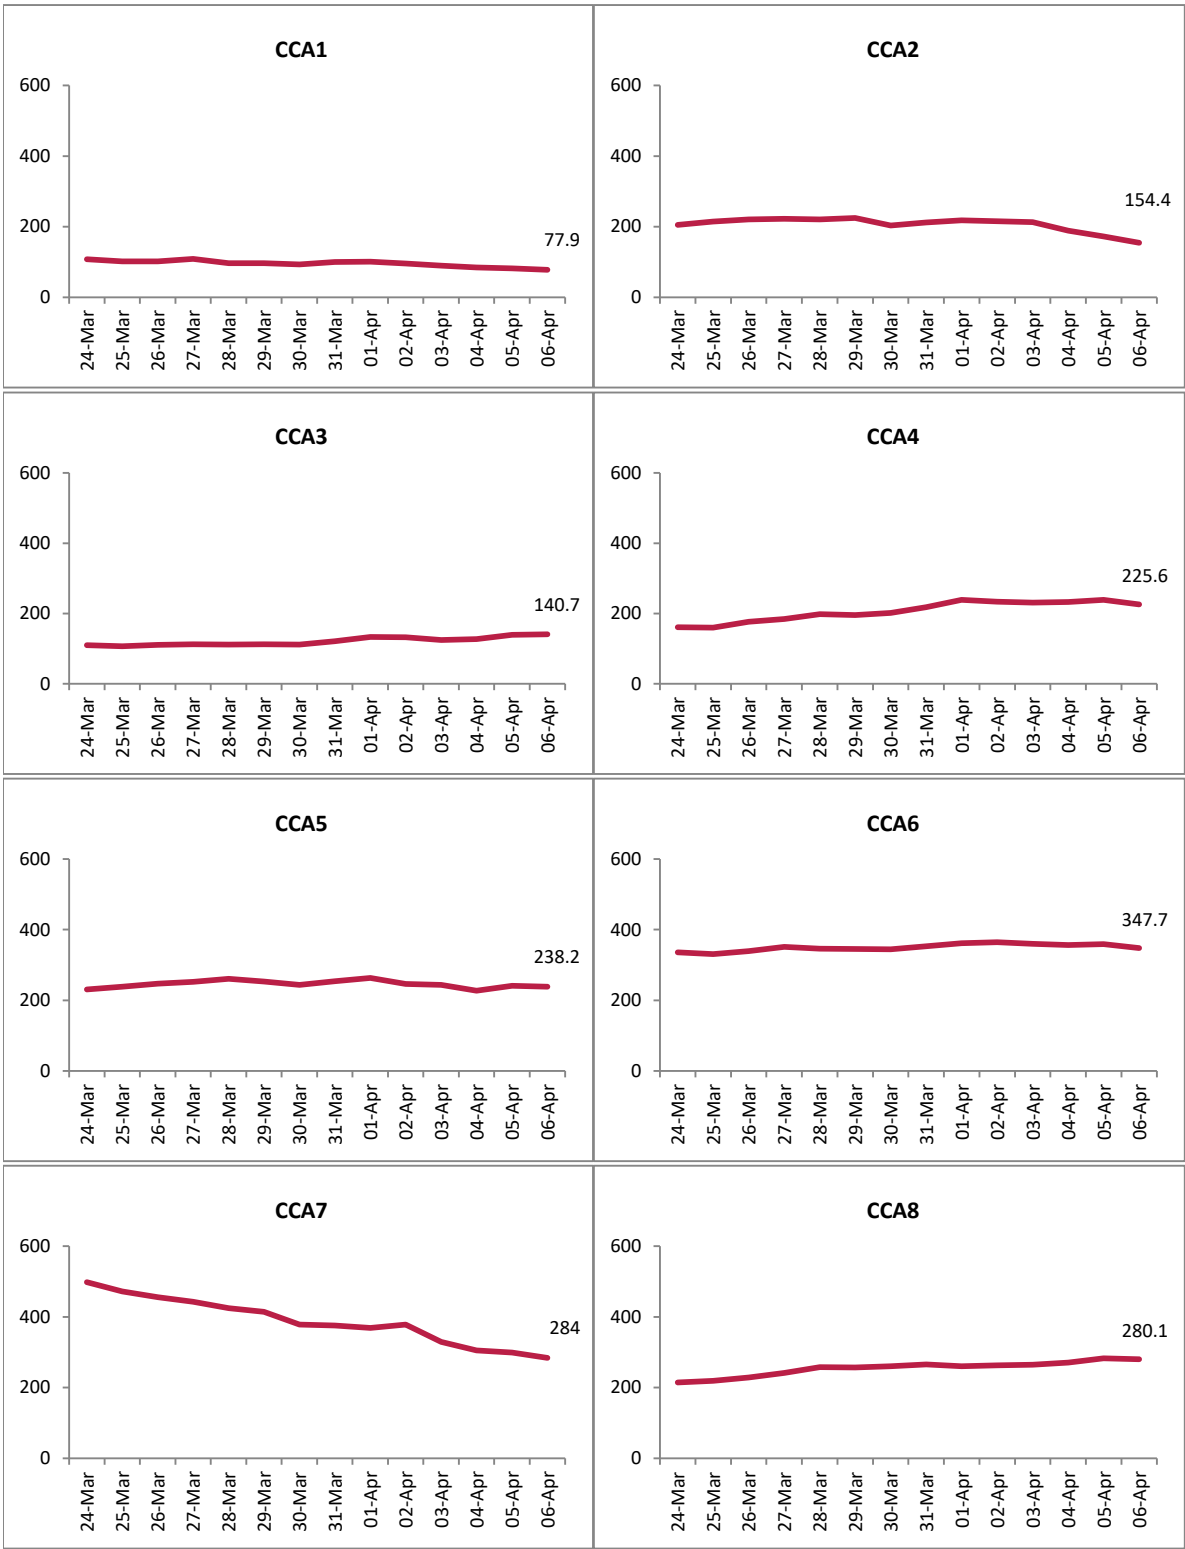 CCA1
600
400
200
0
77.9
24-Mar
25-Mar
26-Mar
27-Mar
28-Mar
29-Mar
30-Mar
31-Mar
01-Apr
02-Apr
03-Apr
04-Apr
05-Apr
06-Apr
CCA2
600
400
200
0
154.4
24-Mar
25-Mar
26-Mar
27-Mar
28-Mar
29-Mar
30-Mar
31-Mar
01-Apr
02-Apr
03-Apr
04-Apr
05-Apr
06-Apr
CCA3
600
400
200
0
140.7
24-Mar
25-Mar
26-Mar
27-Mar
28-Mar
29-Mar
30-Mar
31-Mar
01-Apr
02-Apr
03-Apr
04-Apr
05-Apr
06-Apr
CCA4
600
400
200
0
225.6
24-Mar
25-Mar
26-Mar
27-Mar
28-Mar
29-Mar
30-Mar
31-Mar
01-Apr
02-Apr
03-Apr
04-Apr
05-Apr
06-Apr
CCA5
600
400
200
0
238.2
24-Mar
25-Mar
26-Mar
27-Mar
28-Mar
29-Mar
30-Mar
31-Mar
01-Apr
02-Apr
03-Apr
04-Apr
05-Apr
06-Apr
CCA6
600
400
200
0
347.7
24-Mar
25-Mar
26-Mar
27-Mar
28-Mar
29-Mar
30-Mar
31-Mar
01-Apr
02-Apr
03-Apr
04-Apr
05-Apr
06-Apr
CCA7
600
400
200
0
284
24-Mar
25-Mar
26-Mar
27-Mar
28-Mar
29-Mar
30-Mar
31-Mar
01-Apr
02-Apr
03-Apr
04-Apr
05-Apr
06-Apr
CCA8
600
400
200
0
280.1
24-Mar
25-Mar
26-Mar
27-Mar
28-Mar
29-Mar
30-Mar
31-Mar
01-Apr
02-Apr
03-Apr
04-Apr
05-Apr
06-Apr